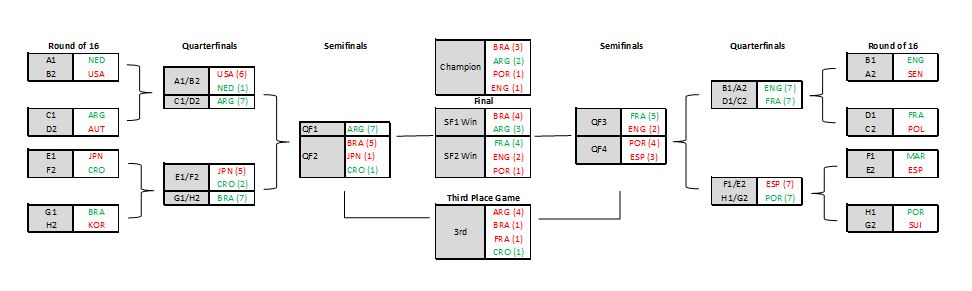 Round of 16
Quarterfinals
Semifinals
Semifinals
Quarterfinals
Round of 16
A1 NED
B2 USA
C1 ARG
D2 AUT
E1 JPN
F2 CRO
G1 BRA
H2 KOR
A1/B2
USA (6)
NED (1)
C1/D2 ARG (7)
E1/F2
JPN (5)
CRO (2)
G1/H2 BRA (7)
QF1 ARG (7)
QF2
BRA (5)
JPN (1)
CRO (1)
Champion
BRA (3)
ARG (2)
POR (1)
ENG (1)
Final
SF1 Win
BRA (4)
ARG (3)
SF2 Win
FRA (4)
ENG (2)
POR (1)
Third Place Game
3rd
ARG (4)
BRA (1)
FRA (1)
CRO (1)
QF3
FRA (5)
ENG (2)
QF4
POR (4)
ESP (3)
B1/A2 ENG (7)
D1/C2 FRA (7)
F1/E2 ESP (7)
H1/G2 POR (7)
B1 ENG
A2 SEN
D1 FRA
C2 POL
F1 MAR
E2 ESP
H1 POR
G2 SUI